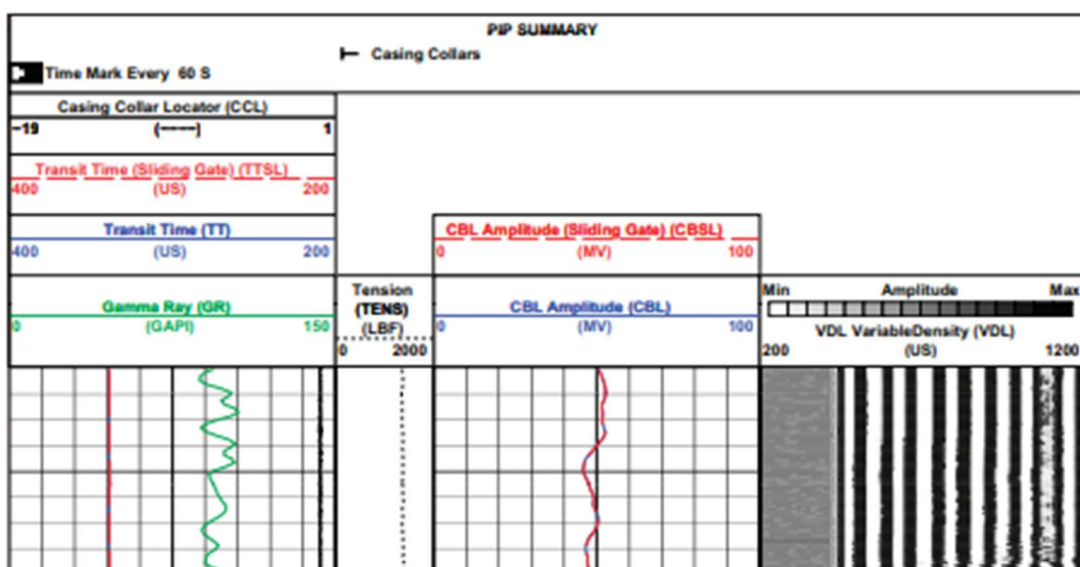 PIP SUMMARY
Casing Collars
Time Mark Every 60 S
Casing Collar Locator (CCL)
-19 (----) 1
Transit Time (Sliding Gate) (TTSL)
400 (US) 200
Transit Time (TT)
400 (US) 200
Gamma Ray (GR)
0 (GAPI) 150
Tension
(TENS)
(LBF)
0 2000
CBL Amplitude (Sliding Gate) (CBSL)
0 (MV) 100
CBL Amplitude (CBL)
0 (MV) 100
Min Amplitude Max
VDL VariableDensity (VDL)
200 (US) 1200